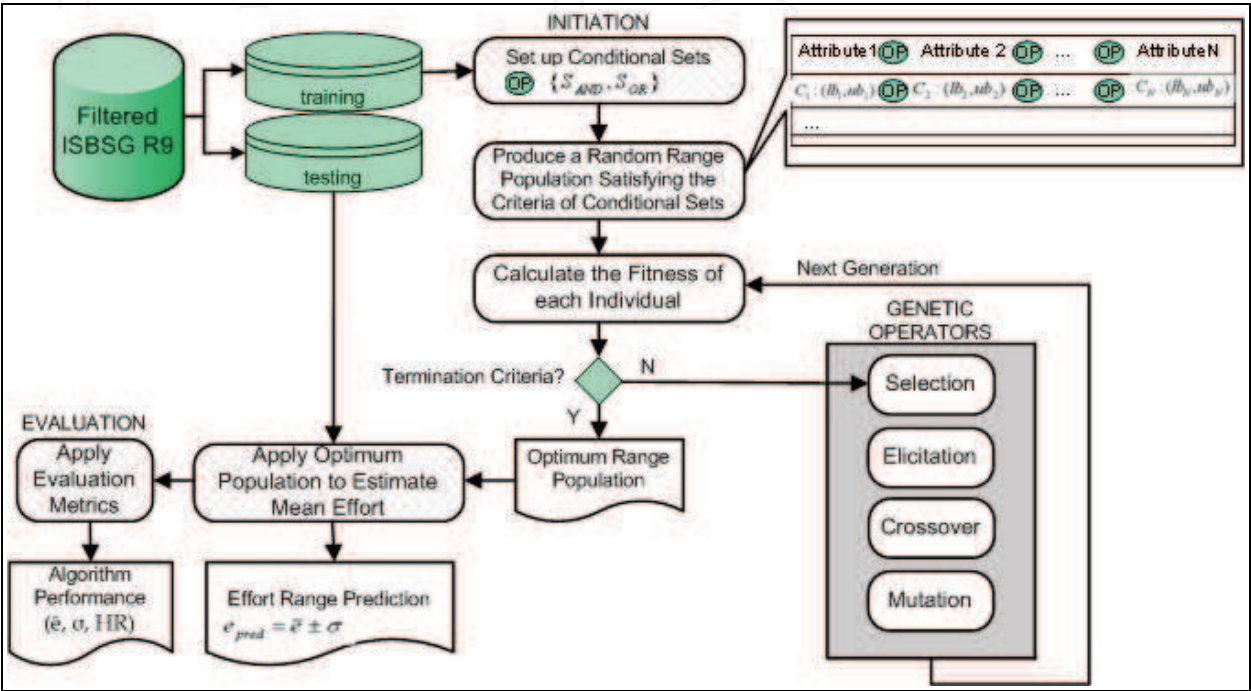 Filtered
ISBSG R9
training
testing
INITIATION
Set up Conditional Sets
OP {S_AND, S_OR}
Attribute 1 OP Attribute 2 OP ... OP Attribute N
C_1 : (lb_1, ub_1) OP C_2 : (lb_2, ub_2) OP ... OP C_N : (lb_N, ub_N)
...
Produce a Random Range
Population Satisfying the
Criteria of Conditional Sets
Calculate the Fitness of
each Individual
Next Generation
GENETIC
OPERATORS
Selection
Elicitation
Crossover
Mutation
Termination Criteria?
N
Y
Optimum Range
Population
Apply Optimum
Population to Estimate
Mean Effort
EVALUATION
Apply
Evaluation
Metrics
Algorithm
Performance
(ē, σ, HR)
Effort Range Prediction
e_pred = ē ± σ